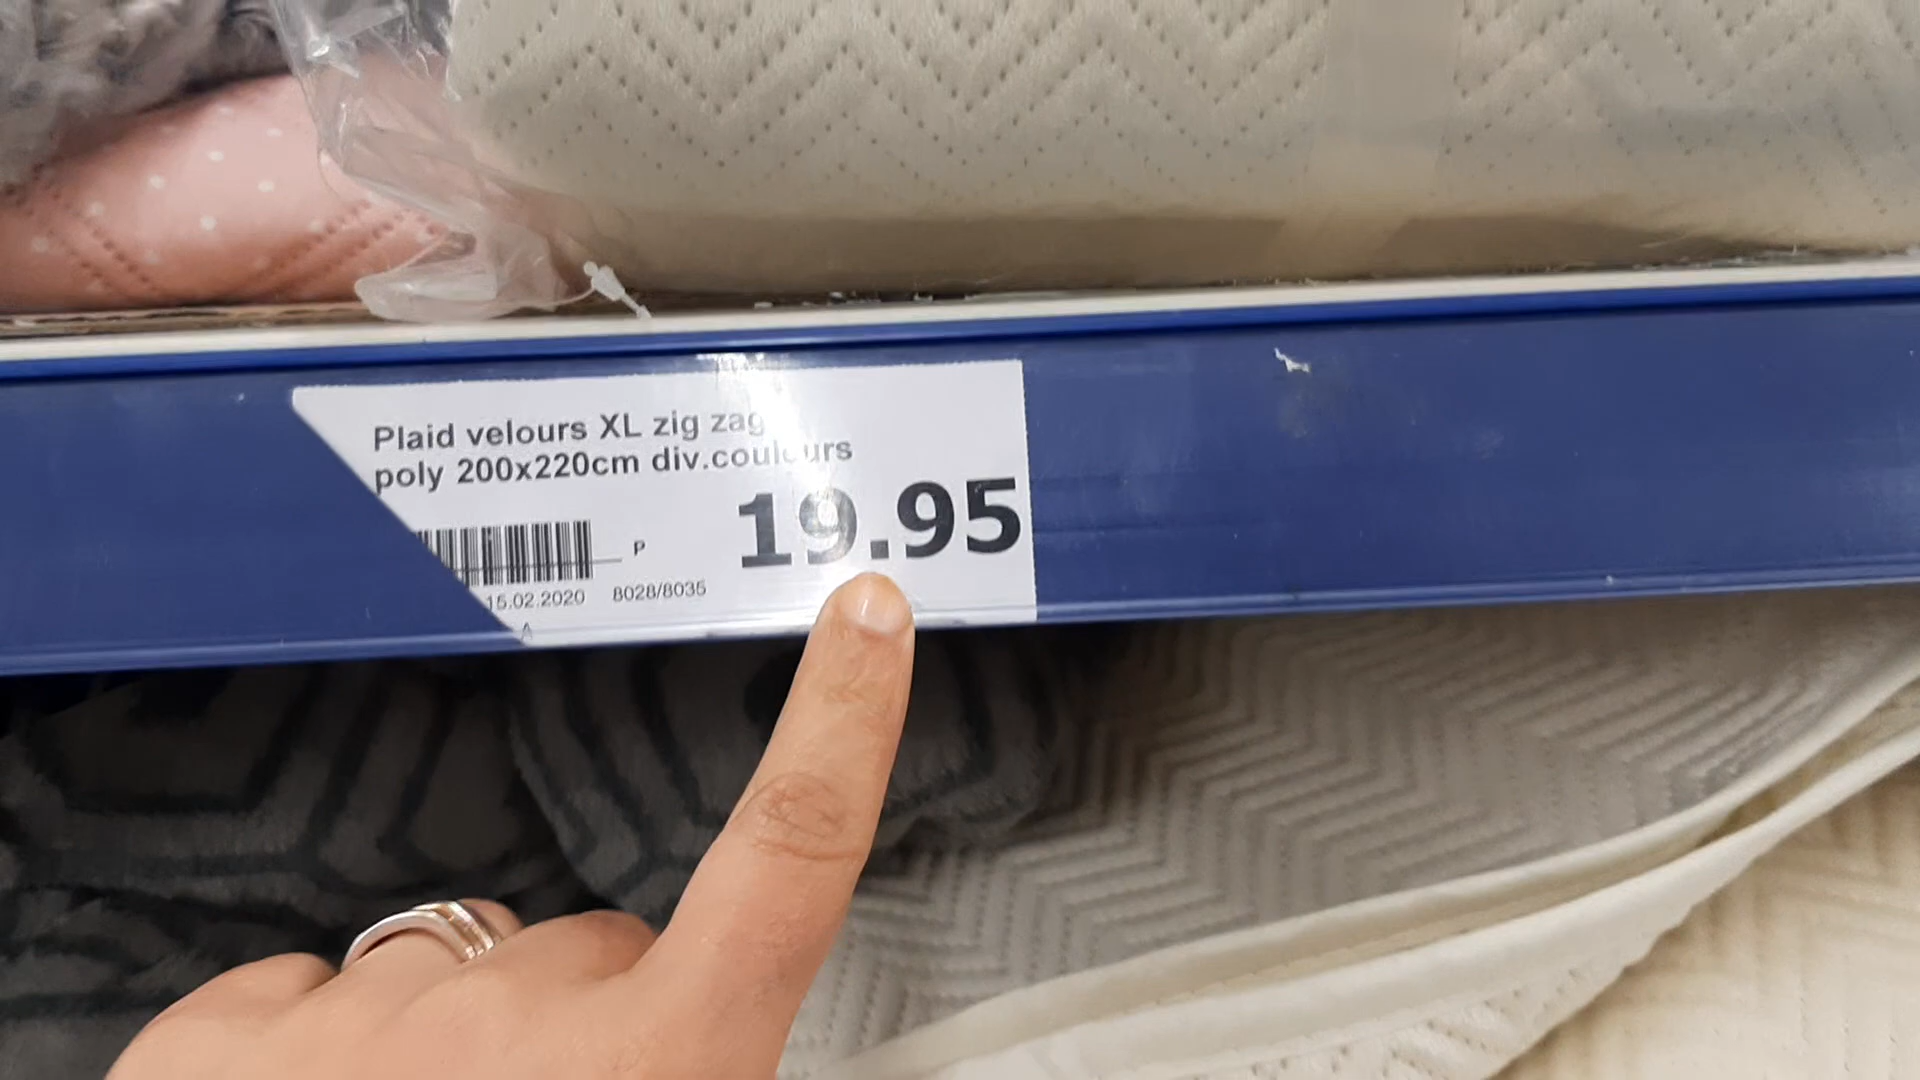 Plaid velours XL zig zag
poly 200x220cm div.couleurs
19.95
P
15.02.2020 8028/8035
A